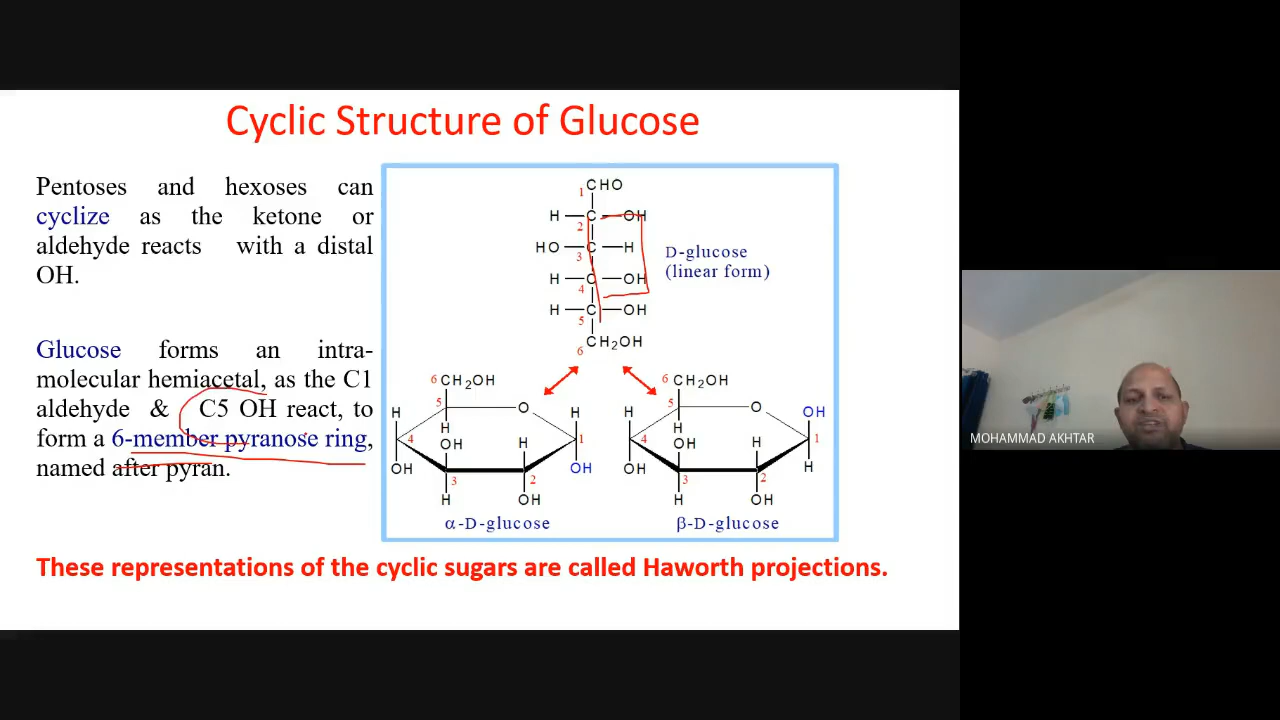 Cyclic Structure of Glucose
Pentoses and hexoses can
cyclize as the ketone or
aldehyde reacts with a distal
OH.
Glucose forms an intra-
molecular hemiacetal, as the C1
aldehyde & C5 OH react, to
form a 6-member pyranose ring,
named after pyran.
1 CHO
H C OH
2
HO C H
3
H C OH
4
H C OH
5
CH2OH
6
D-glucose
(linear form)
6 CH2OH
5
H O H
H
4 OH H 1
OH OH
3 2
H OH
α-D-glucose
6 CH2OH
5
H O OH
H
4 OH H 1
OH H
3 2
H OH
β-D-glucose
These representations of the cyclic sugars are called Haworth projections.
MOHAMMAD AKHTAR